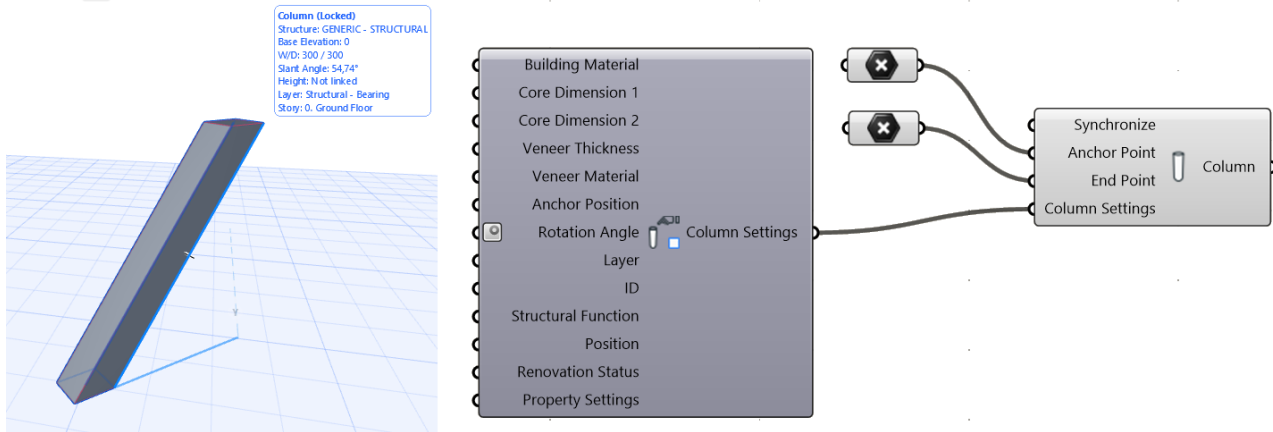 Column (Locked)
Structure: GENERIC - STRUCTURAL
Base Elevation: 0
W/D: 300 / 300
Slant Angle: 54,74°
Height: Not linked
Layer: Structural - Bearing
Story: 0. Ground Floor
Building Material
Core Dimension 1
Core Dimension 2
Veneer Thickness
Veneer Material
Anchor Position
Rotation Angle
Layer
ID
Structural Function
Position
Renovation Status
Property Settings
Column Settings
Synchronize
Anchor Point
End Point
Column Settings
Column